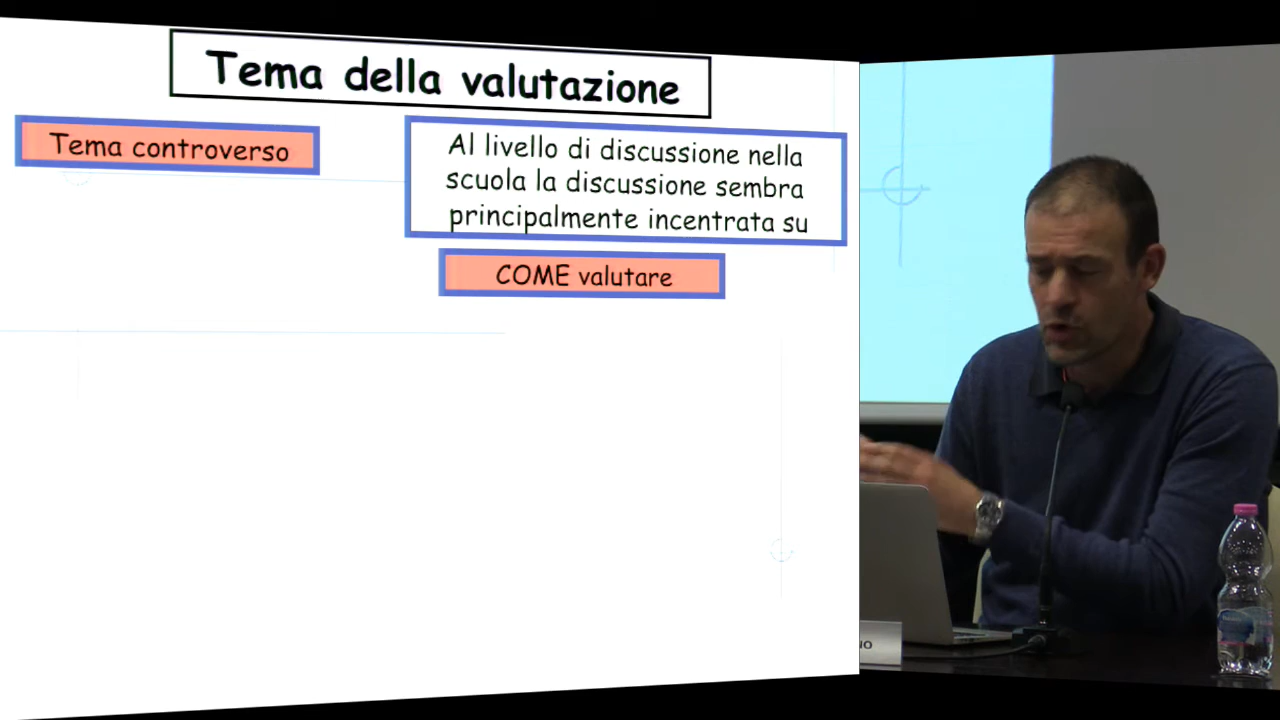 Tema della valutazione
Tema controverso
Al livello di discussione nella
scuola la discussione sembra
principalmente incentrata su
COME valutare